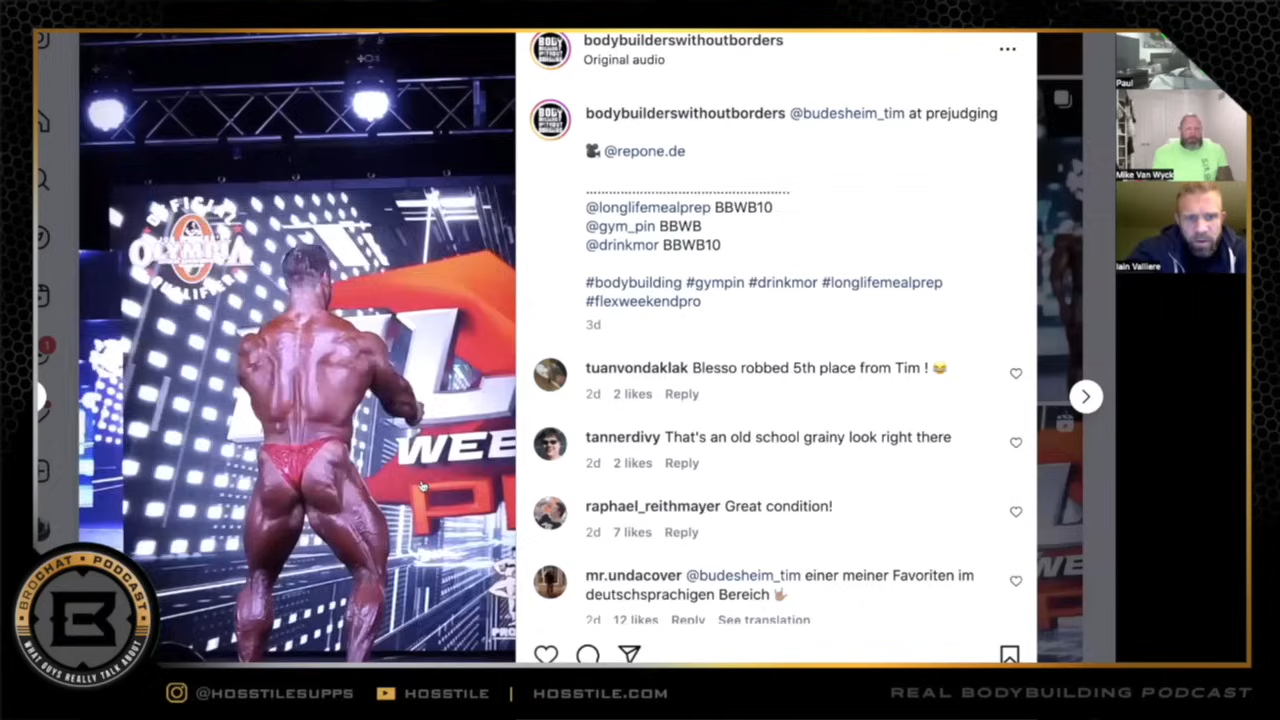 bodybuilderswithoutborders
Original audio
bodybuilderswithoutborders @budesheim_tim at prejudging
@repone.de
@longlifemealprep BBWB10
@gym_pin BBWB
@drinkmor BBWB10
#bodybuilding #gympin #drinkmor #longlifemealprep
#flexweekendpro
3d
tuanvondaklak Blesso robbed 5th place from Tim ! 😂
2d 2 likes Reply
tannerdivy That's an old school grainy look right there
2d 2 likes Reply
raphael_reithmayer Great condition!
2d 7 likes Reply
mr.undacover @budesheim_tim einer meiner Favoriten im
deutschsprachigen Bereich 🤟🏼
2d 12 likes Reply See translation
OFFICIAL
OLYMPIA
QUALIFIER
WEE
P
1
Paul
Mike Van Wyck
Iain Valliere
BROCHAT • PODCAST
WHAT GUYS REALLY TALK ABOUT
@HOSSTILESUPPS
HOSSTILE | HOSSTILE.COM
REAL BODYBUILDING PODCAST